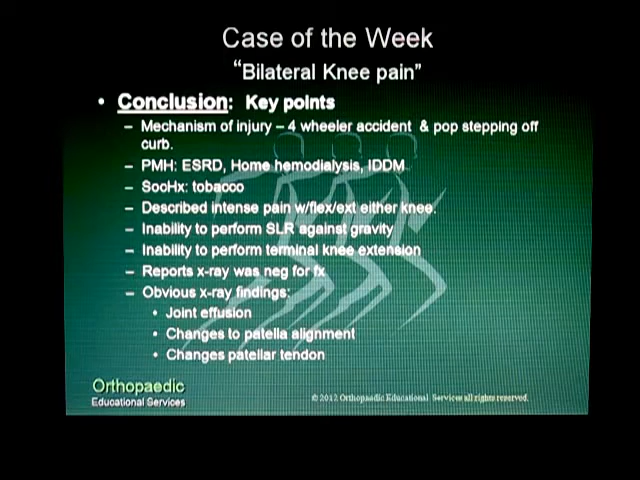 Case of the Week
“Bilateral Knee pain”
• Conclusion: Key points
– Mechanism of injury – 4 wheeler accident & pop stepping off
curb.
– PMH: ESRD, Home hemodialysis, IDDM
– SocHx: tobacco
– Described intense pain w/flex/ext either knee.
– Inability to perform SLR against gravity
– Inability to perform terminal knee extension
– Reports x-ray was neg for fx
– Obvious x-ray findings:
• Joint effusion
• Changes to patella alignment
• Changes patellar tendon
Orthopaedic
Educational Services
© 2012 Orthopaedic Educational Services all rights reserved.